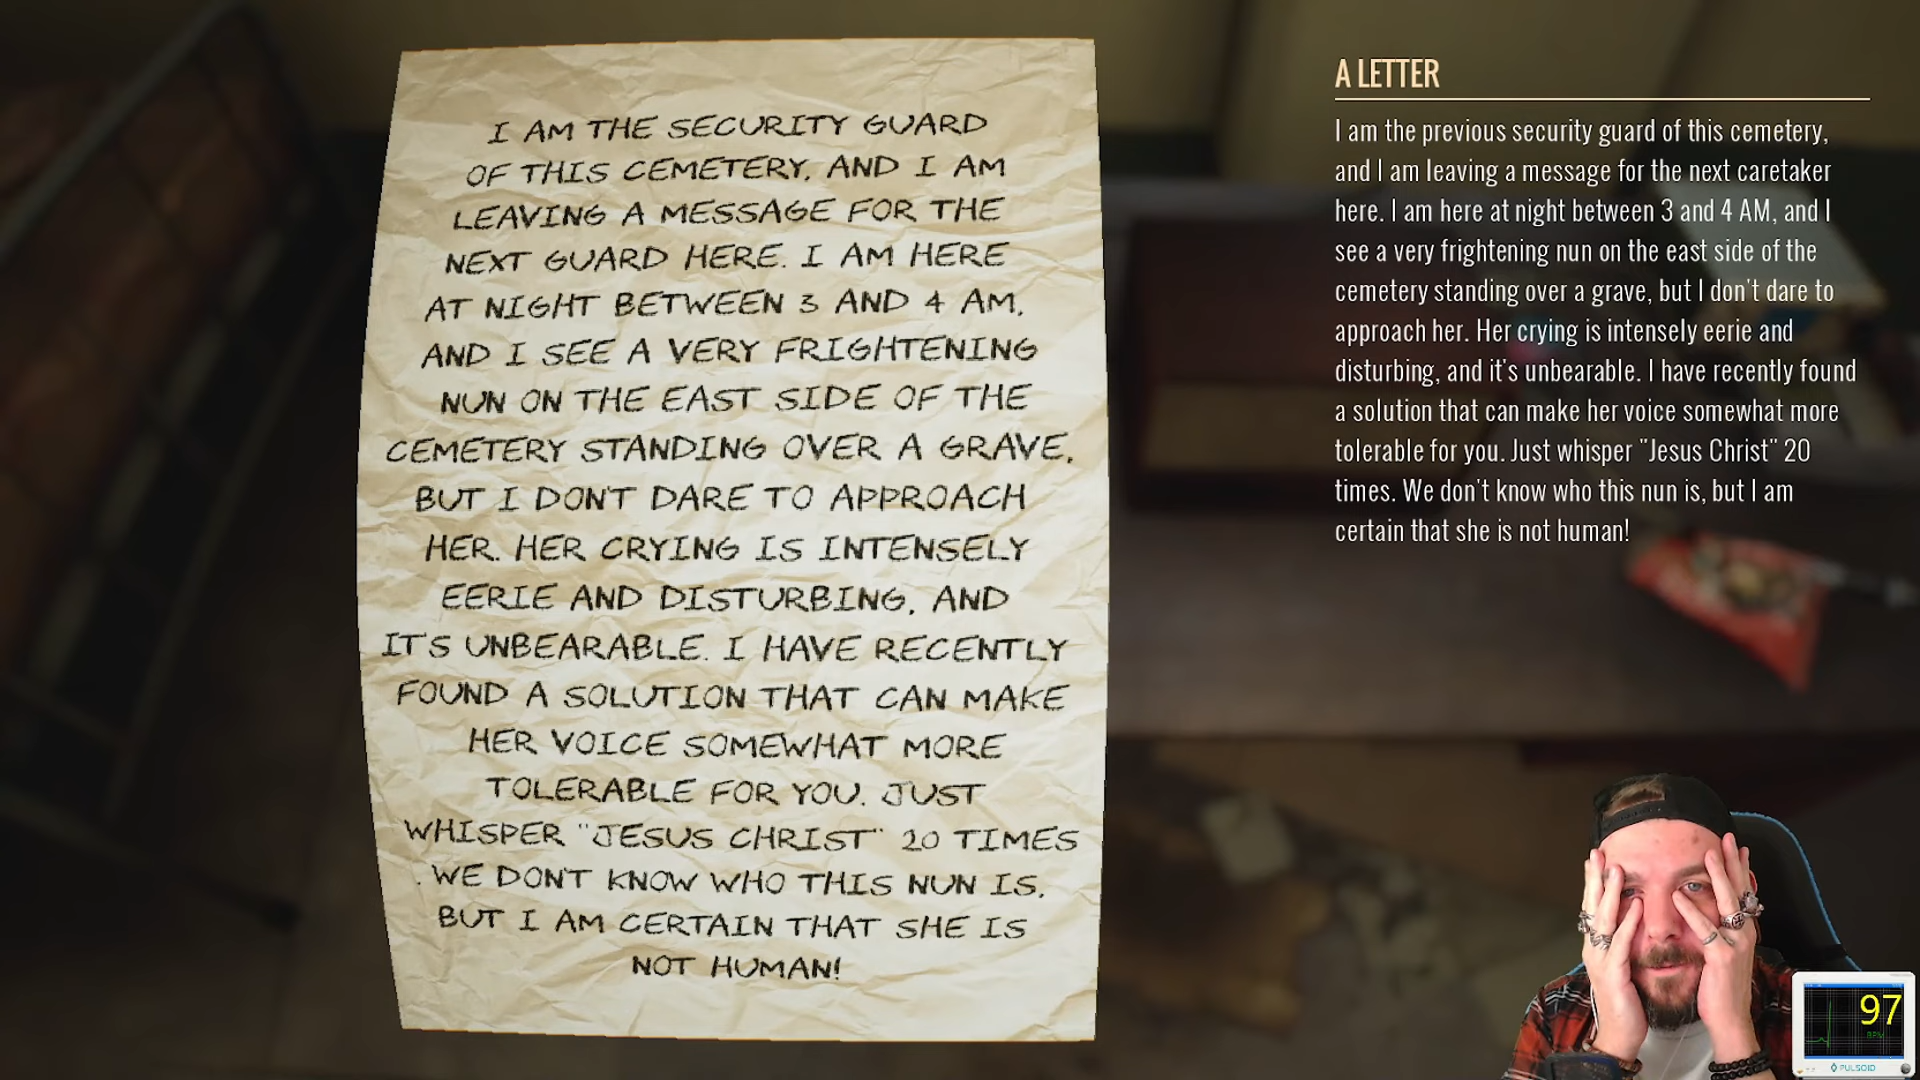 I AM THE SECURITY GUARD
OF THIS CEMETERY, AND I AM
LEAVING A MESSAGE FOR THE
NEXT GUARD HERE. I AM HERE
AT NIGHT BETWEEN 3 AND 4 AM,
AND I SEE A VERY FRIGHTENING
NUN ON THE EAST SIDE OF THE
CEMETERY STANDING OVER A GRAVE,
BUT I DON'T DARE TO APPROACH
HER. HER CRYING IS INTENSELY
EERIE AND DISTURBING, AND
IT'S UNBEARABLE. I HAVE RECENTLY
FOUND A SOLUTION THAT CAN MAKE
HER VOICE SOMEWHAT MORE
TOLERABLE FOR YOU. JUST
WHISPER "JESUS CHRIST" 20 TIMES
. WE DON'T KNOW WHO THIS NUN IS,
BUT I AM CERTAIN THAT SHE IS
NOT HUMAN!
A LETTER
I am the previous security guard of this cemetery,
and I am leaving a message for the next caretaker
here. I am here at night between 3 and 4 AM, and I
see a very frightening nun on the east side of the
cemetery standing over a grave, but I don't dare to
approach her. Her crying is intensely eerie and
disturbing, and it's unbearable. I have recently found
a solution that can make her voice somewhat more
tolerable for you. Just whisper "Jesus Christ" 20
times. We don't know who this nun is, but I am
certain that she is not human!
97
BPM
PULSOID